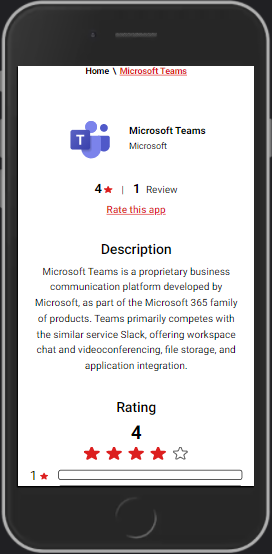 Home \ Microsoft Teams
T
Microsoft Teams
Microsoft
4 ★ | 1 Review
Rate this app
Description
Microsoft Teams is a proprietary business
communication platform developed by
Microsoft, as part of the Microsoft 365 family
of products. Teams primarily competes with
the similar service Slack, offering workspace
chat and videoconferencing, file storage, and
application integration.
Rating
4
★ ★ ★ ★ ☆
1 ★